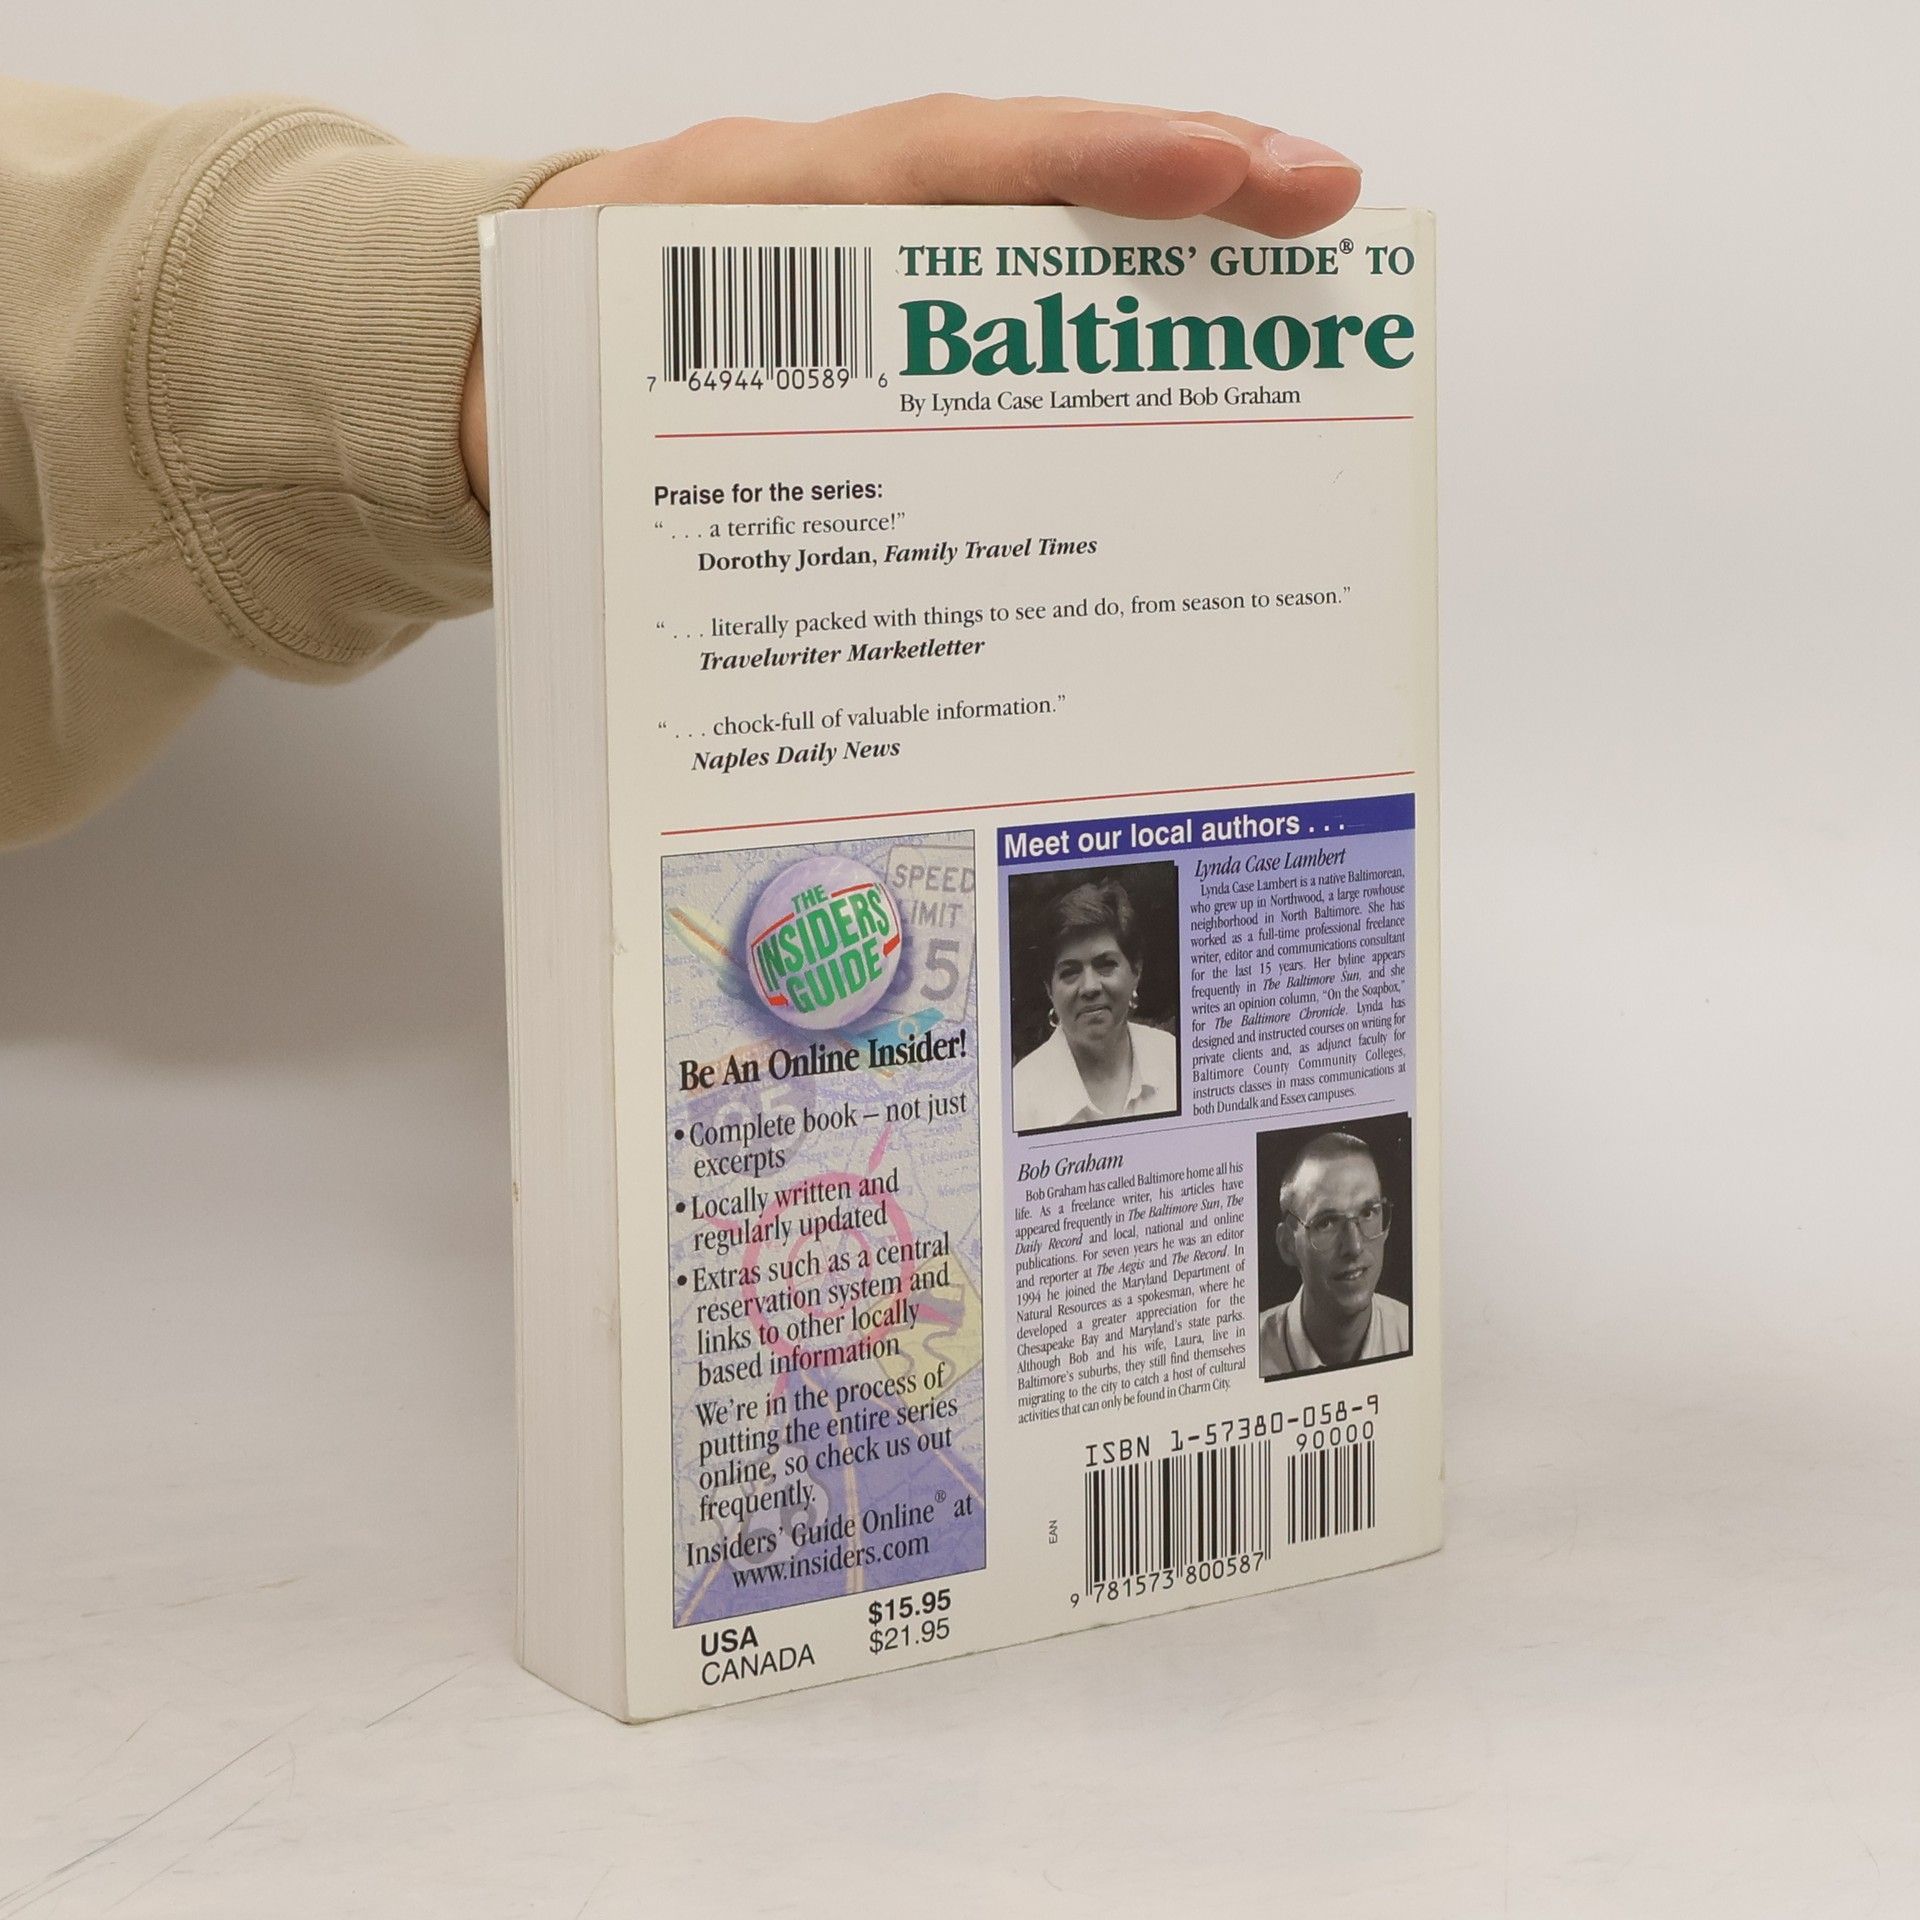 THE INSIDERS' GUIDE® TO
Baltimore
By Lynda Case Lambert and Bob Graham
7 64944 00589 6
Praise for the series:
“ . . . a terrific resource!”
Dorothy Jordan, Family Travel Times
“ . . . literally packed with things to see and do, from season to season.”
Travelwriter Marketletter
“ . . . chock-full of valuable information.”
Naples Daily News
SPEED
LIMIT
55
THE
INSIDERS'
GUIDE
Be An Online Insider!
• Complete book – not just
excerpts
• Locally written and
regularly updated
• Extras such as a central
reservation system and
links to other locally
based information
We're in the process of
putting the entire series
online, so check us out
frequently.
Insiders' Guide Online® at
www.insiders.com
USA $15.95
CANADA $21.95
Meet our local authors . . .
Lynda Case Lambert
Lynda Case Lambert is a native Baltimorean,
who grew up in Northwood, a large rowhouse
neighborhood in North Baltimore. She has
worked as a full-time professional freelance
writer, editor and communications consultant
for the last 15 years. Her byline appears
frequently in The Baltimore Sun, and she
writes an opinion column, “On the Soapbox,”
for The Baltimore Chronicle. Lynda has
designed and instructed courses on writing for
private clients and, as adjunct faculty for
Baltimore County Community Colleges,
instructs classes in mass communications at
both Dundalk and Essex campuses.
Bob Graham
Bob Graham has called Baltimore home all his
life. As a freelance writer, his articles have
appeared frequently in The Baltimore Sun, The
Daily Record and local, national and online
publications. For seven years he was an editor
and reporter at The Aegis and The Record. In
1994 he joined the Maryland Department of
Natural Resources as a spokesman, where he
developed a greater appreciation for the
Chesapeake Bay and Maryland's state parks.
Although Bob and his wife, Laura, live in
Baltimore's suburbs, they still find themselves
migrating to the city to catch a host of cultural
activities that can only be found in Charm City.
ISBN 1-57380-058-9
90000
EAN
9 781573 800587